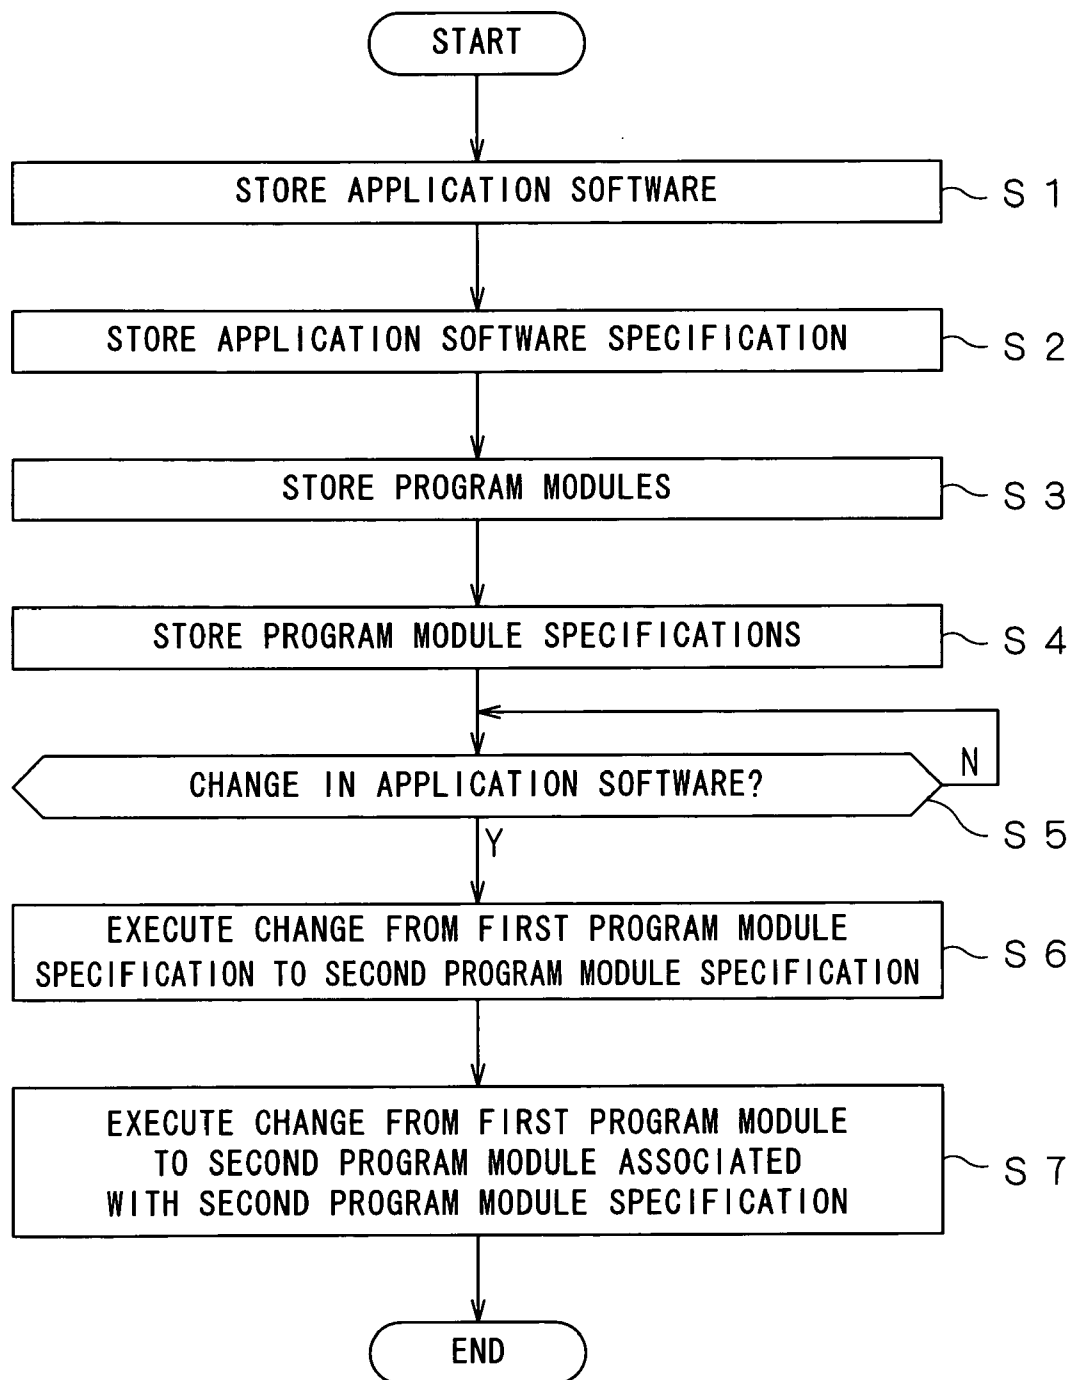 START
STORE APPLICATION SOFTWARE
S 1
STORE APPLICATION SOFTWARE SPECIFICATION
S 2
STORE PROGRAM MODULES
S 3
STORE PROGRAM MODULE SPECIFICATIONS
S 4
N
CHANGE IN APPLICATION SOFTWARE?
S 5
Y
EXECUTE CHANGE FROM FIRST PROGRAM MODULE
SPECIFICATION TO SECOND PROGRAM MODULE SPECIFICATION
S 6
EXECUTE CHANGE FROM FIRST PROGRAM MODULE
TO SECOND PROGRAM MODULE ASSOCIATED
WITH SECOND PROGRAM MODULE SPECIFICATION
S 7
END